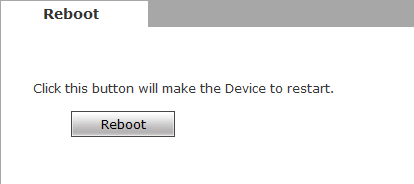 Reboot
Click this button will make the Device to restart.
Reboot